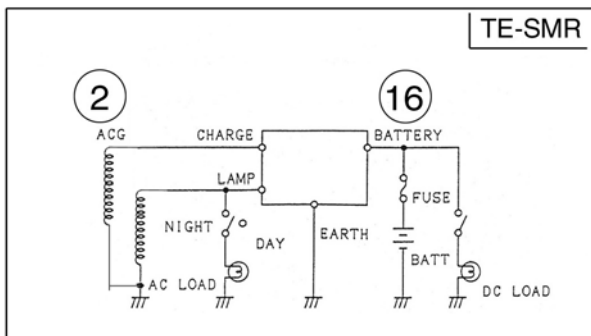 TE-SMR
2
16
ACG
CHARGE
BATTERY
LAMP
FUSE
NIGHT
DAY
EARTH
BATT
AC LOAD
DC LOAD